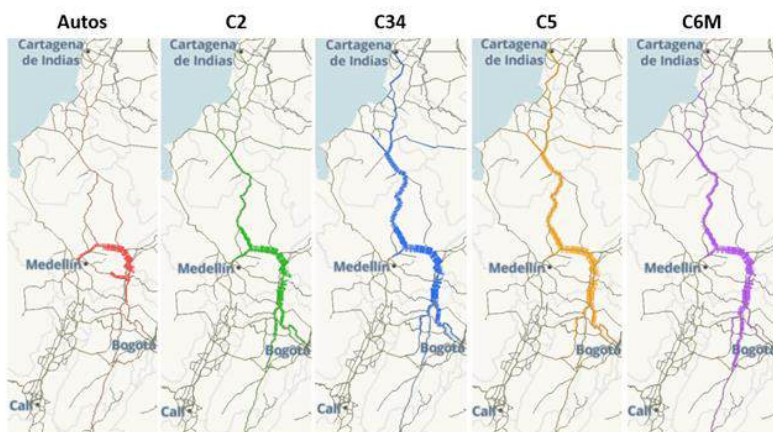 Autos
C2
C34
C5
C6M
Cartagena
de Indias
Medellín
Bogotá
Cali
Cartagena
de Indias
Medellín
Bogotá
Cali
Cartagena
de Indias
Medellín
Bogotá
Cali
Cartagena
de Indias
Medellín
Bogotá
Cali
Cartagena
de Indias
Medellín
Bogotá
Cali